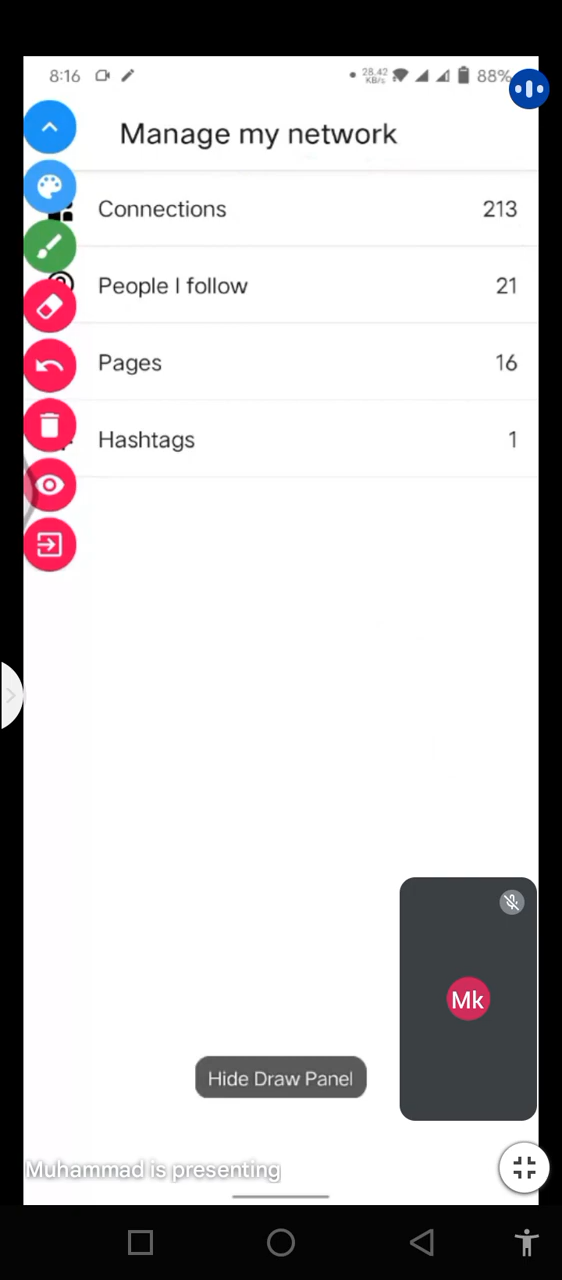 8:16 28.42 KB/s 88%
Manage my network
Connections 213
People I follow 21
Pages 16
Hashtags 1
Mk
Hide Draw Panel
Muhammad is presenting